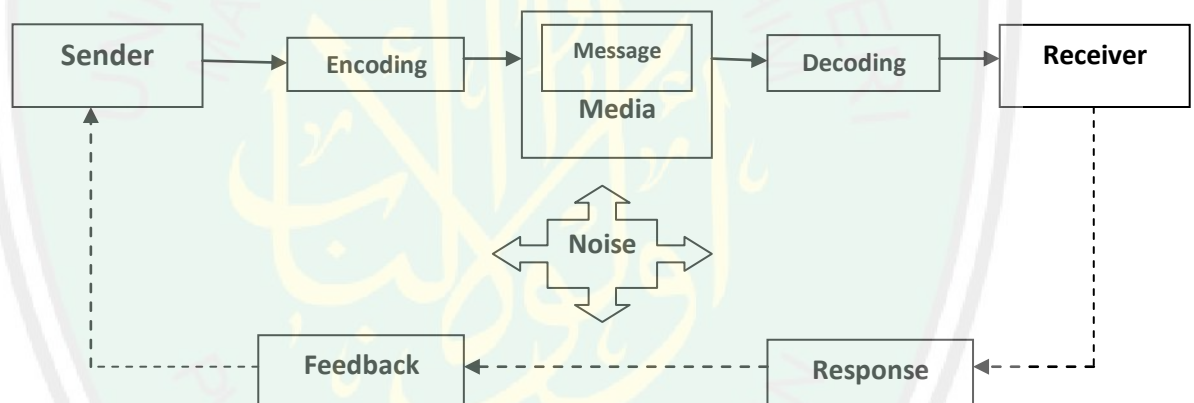 Sender
Encoding
Message
Media
Decoding
Receiver
Noise
Feedback
Response